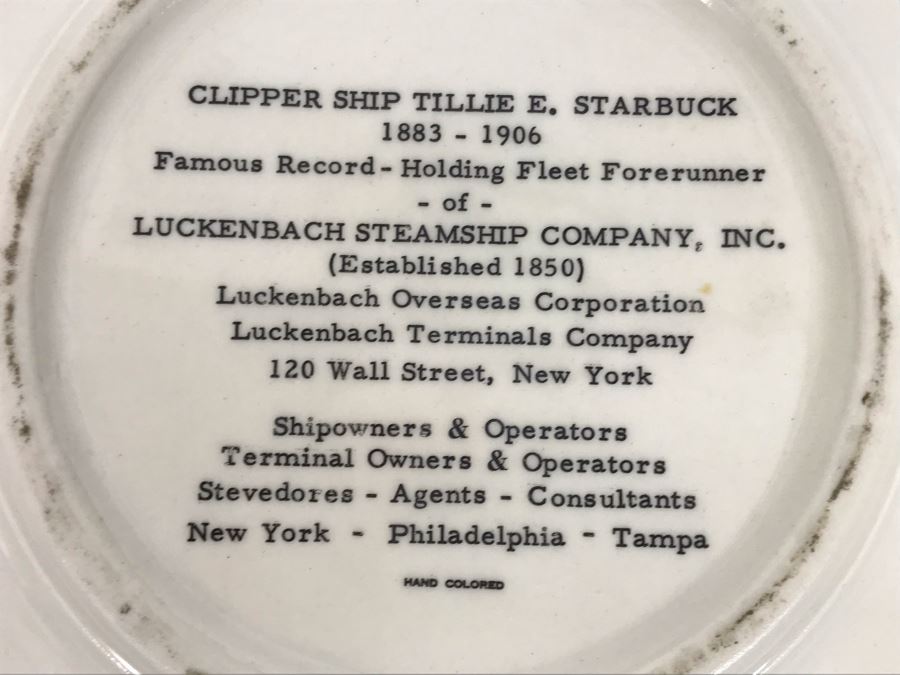 CLIPPER SHIP TILLIE E. STARBUCK
1883 - 1906
Famous Record-Holding Fleet Forerunner
- of -
LUCKENBACH STEAMSHIP COMPANY, INC.
(Established 1850)
Luckenbach Overseas Corporation
Luckenbach Terminals Company
120 Wall Street, New York
Shipowners & Operators
Terminal Owners & Operators
Stevedores - Agents - Consultants
New York - Philadelphia - Tampa
HAND COLORED